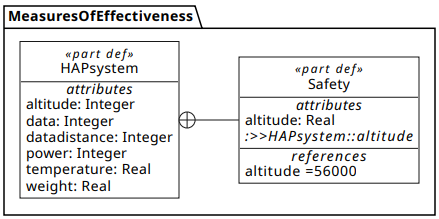 MeasuresOfEffectiveness
«part def»
HAPsystem
attributes
altitude: Integer
data: Integer
datadistance: Integer
power: Integer
temperature: Real
weight: Real
«part def»
Safety
attributes
altitude: Real
:>>HAPsystem::altitude
references
altitude =56000